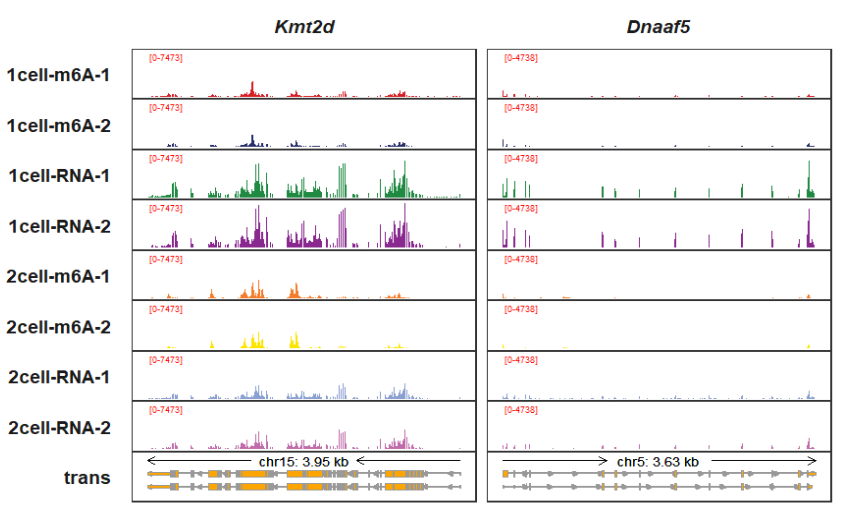 Kmt2d Dnaaf5
1cell-m6A-1 [0-7473] [0-4738]
1cell-m6A-2 [0-7473] [0-4738]
1cell-RNA-1 [0-7473] [0-4738]
1cell-RNA-2 [0-7473] [0-4738]
2cell-m6A-1 [0-7473] [0-4738]
2cell-m6A-2 [0-7473] [0-4738]
2cell-RNA-1 [0-7473] [0-4738]
2cell-RNA-2 [0-7473] [0-4738]
chr15: 3.95 kb chr5: 3.63 kb
trans